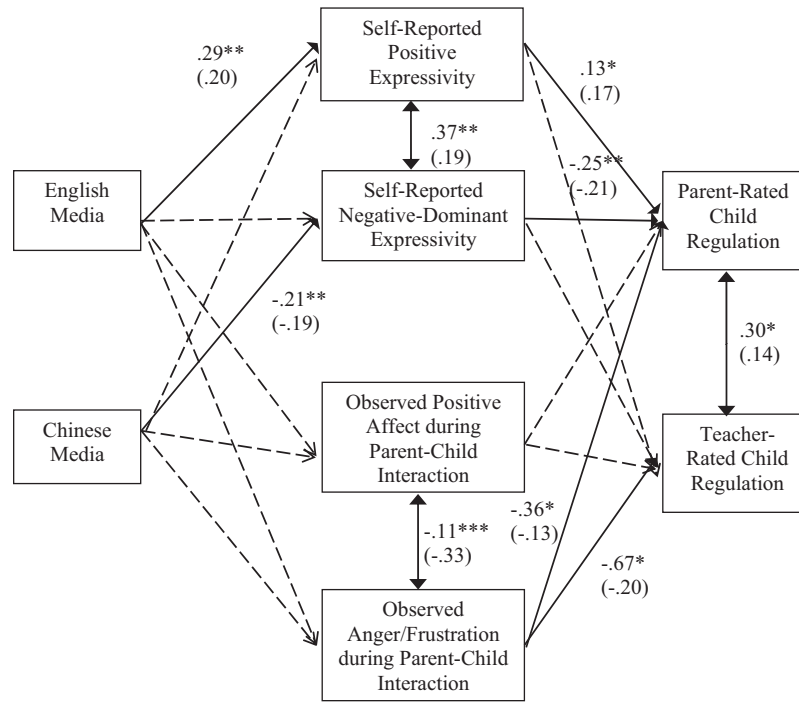 Self-Reported
Positive
Expressivity
.29**
(.20)
.13*
(.17)
.37**
(.19)
-.25**
(-.21)
English
Media
Self-Reported
Negative-Dominant
Expressivity
Parent-Rated
Child
Regulation
-.21**
(-.19)
.30*
(.14)
Chinese
Media
Observed Positive
Affect during
Parent-Child
Interaction
Teacher-
Rated Child
Regulation
-.11***
(-.33)
-.36*
(-.13)
-.67*
(-.20)
Observed
Anger/Frustration
during Parent-Child
Interaction